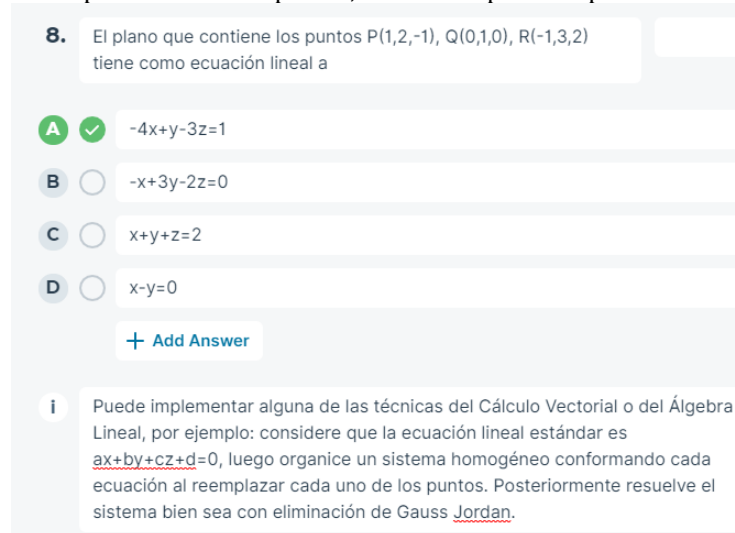 8. El plano que contiene los puntos P(1,2,-1), Q(0,1,0), R(-1,3,2)
tiene como ecuación lineal a
A -4x+y-3z=1
B -x+3y-2z=0
C x+y+z=2
D x-y=0
+ Add Answer
i Puede implementar alguna de las técnicas del Cálculo Vectorial o del Álgebra
Lineal, por ejemplo: considere que la ecuación lineal estándar es
ax+by+cz+d=0, luego organice un sistema homogéneo conformando cada
ecuación al reemplazar cada uno de los puntos. Posteriormente resuelve el
sistema bien sea con eliminación de Gauss Jordan.